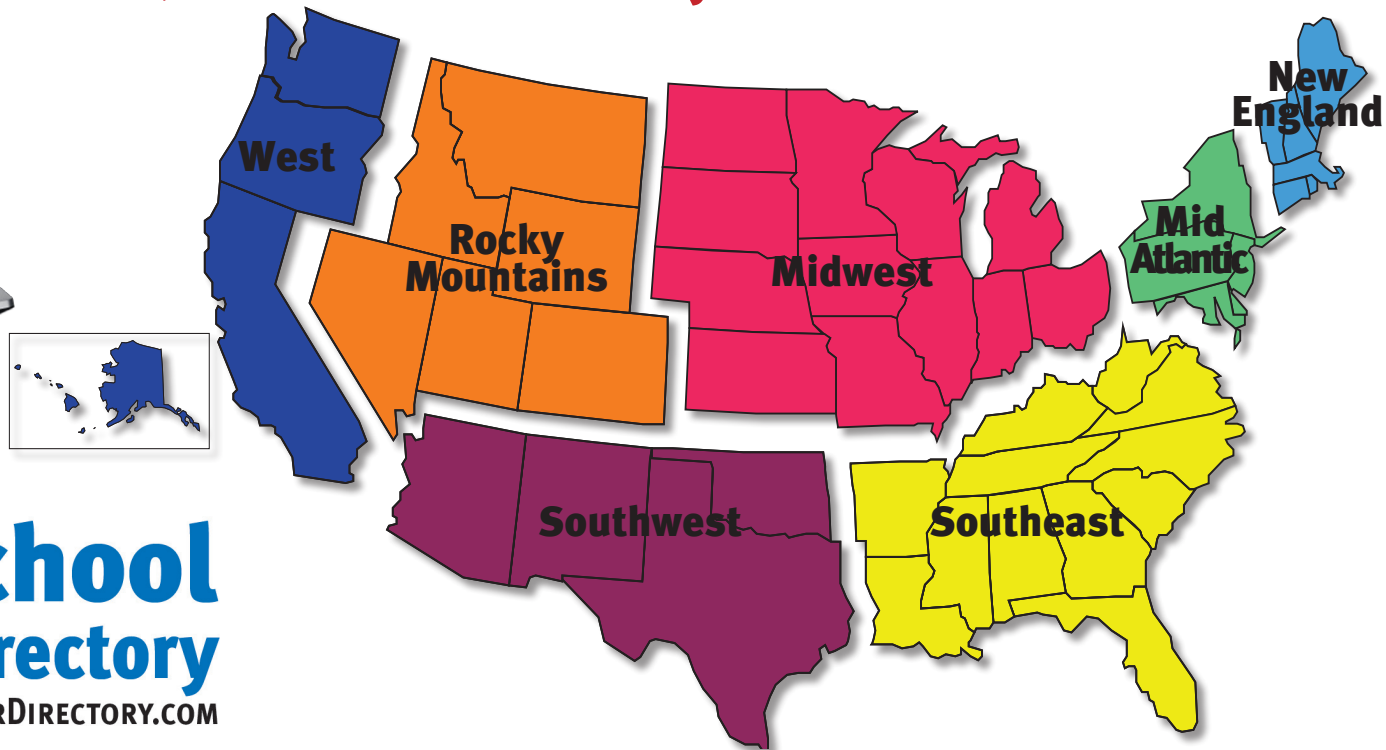 New
England
West
Mid
Atlantic
Rocky
Mountains
Midwest
Southwest
Southeast
chool
rectory
rDirectory.com